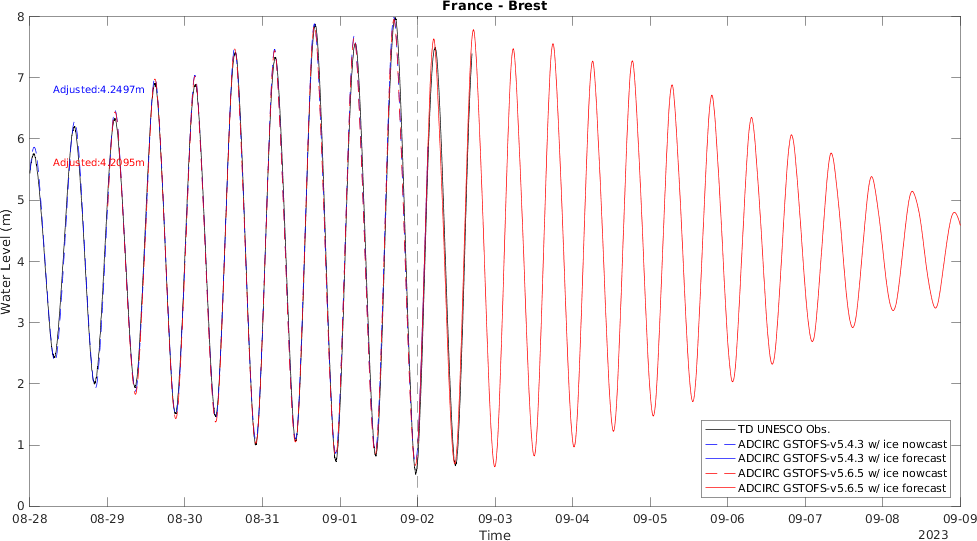 France - Brest
8
7
6
5
4
3
2
1
0
Water Level (m)
Adjusted:4.2497m
Adjusted:4.2095m
TD UNESCO Obs.
ADCIRC GSTOFS-v5.4.3 w/ ice nowcast
ADCIRC GSTOFS-v5.4.3 w/ ice forecast
ADCIRC GSTOFS-v5.6.5 w/ ice nowcast
ADCIRC GSTOFS-v5.6.5 w/ ice forecast
08-28 08-29 08-30 08-31 09-01 09-02 09-03 09-04 09-05 09-06 09-07 09-08 09-09
Time
2023